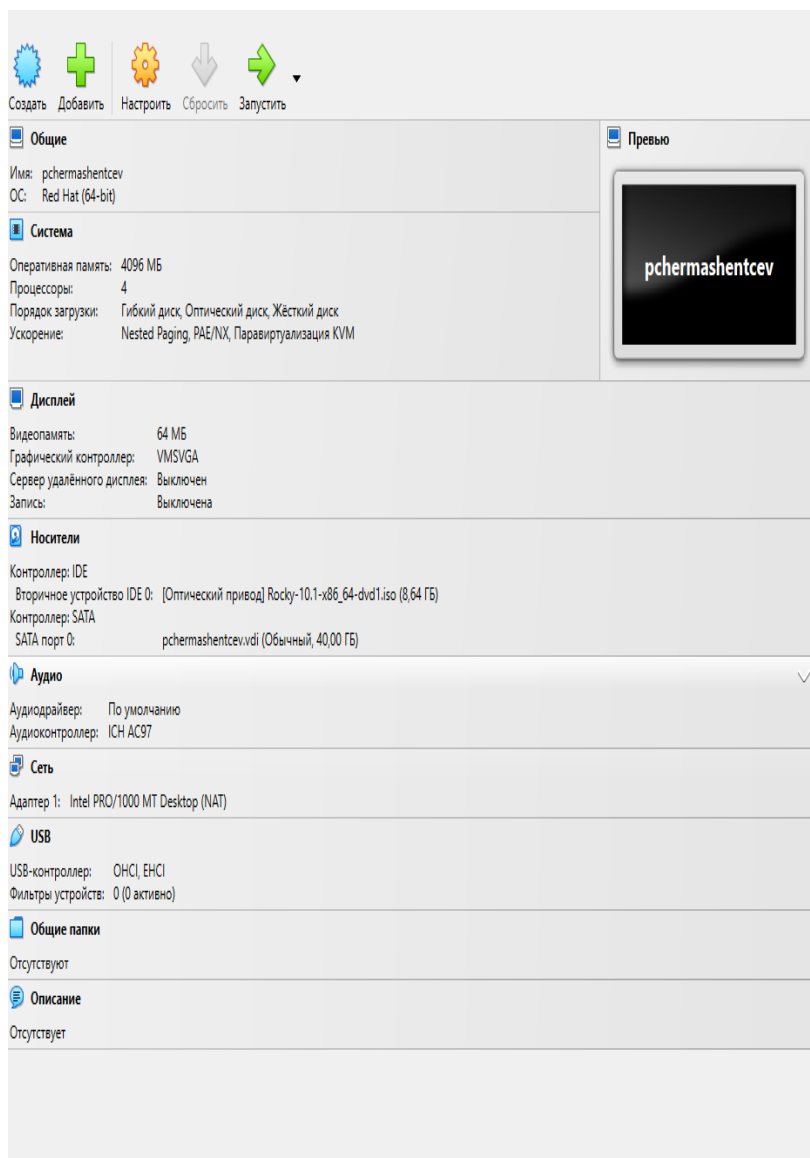 Создать Добавить Настроить Сбросить Запустить
Общие
Имя: pchermashentcev
ОС: Red Hat (64-bit)
Превью
pchermashentcev
Система
Оперативная память: 4096 МБ
Процессоры: 4
Порядок загрузки: Гибкий диск, Оптический диск, Жёсткий диск
Ускорение: Nested Paging, PAE/NX, Паравиртуализация KVM
Дисплей
Видеопамять: 64 МБ
Графический контроллер: VMSVGA
Сервер удалённого дисплея: Выключен
Запись: Выключена
Носители
Контроллер: IDE
Вторичное устройство IDE 0: [Оптический привод] Rocky-10.1-x86_64-dvd1.iso (8,64 ГБ)
Контроллер: SATA
SATA порт 0: pchermashentcev.vdi (Обычный, 40,00 ГБ)
Аудио
Аудиодрайвер: По умолчанию
Аудиоконтроллер: ICH AC97
Сеть
Адаптер 1: Intel PRO/1000 MT Desktop (NAT)
USB
USB-контроллер: OHCI, EHCI
Фильтры устройств: 0 (0 активно)
Общие папки
Отсутствуют
Описание
Отсутствует